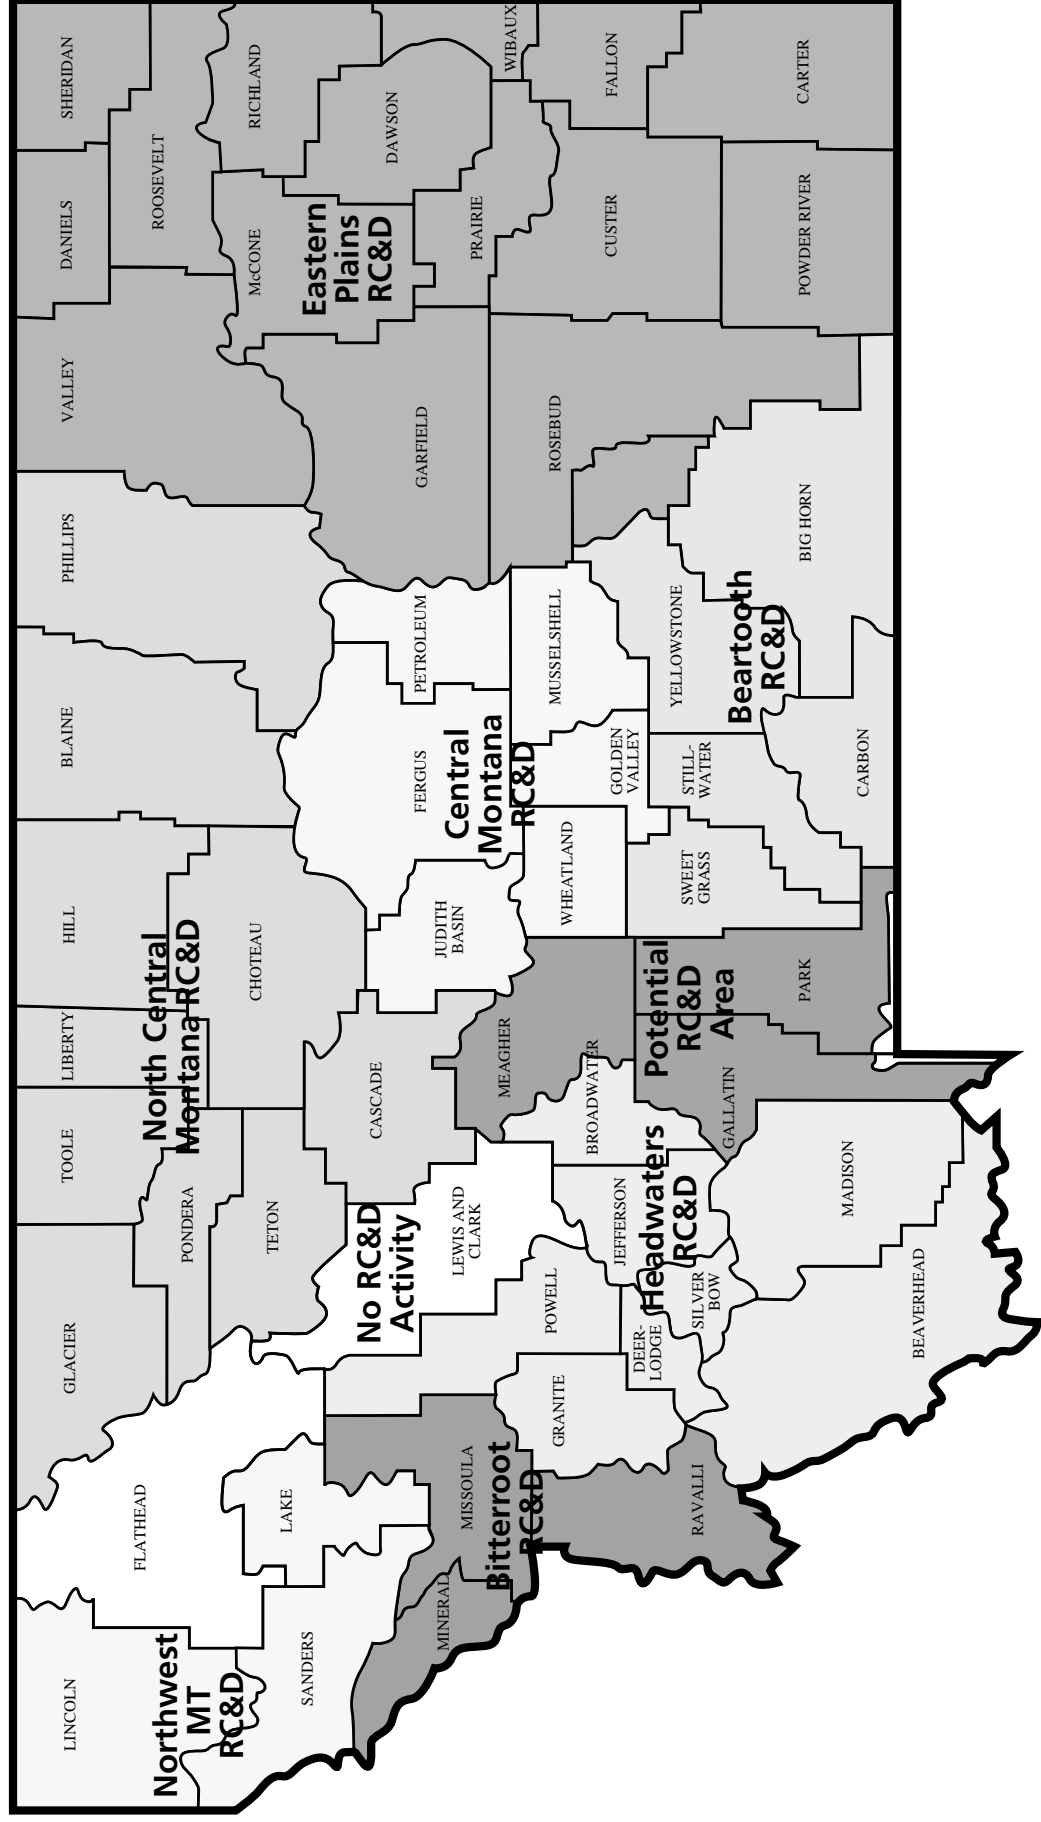 LINCOLN
FLATHEAD
GLACIER
TOOLE
LIBERTY
HILL
BLAINE
PHILLIPS
VALLEY
DANIELS
SHERIDAN
ROOSEVELT
Northwest
MT
RC&D
North Central
Montana RC&D
PONDERA
SANDERS
LAKE
TETON
CHOTEAU
McCONE
RICHLAND
Eastern
Plains
RC&D
No RC&D
Activity
CASCADE
DAWSON
MINERAL
MISSOULA
LEWIS AND
CLARK
JUDITH
BASIN
FERGUS
PETROLEUM
GARFIELD
PRAIRIE
WIBAUX
Central
Montana
RC&D
Bitterroot
RC&D
POWELL
GRANITE
MEAGHER
WHEATLAND
MUSSELSHELL
ROSEBUD
CUSTER
FALLON
DEER-
LODGE
JEFFERSON
BROADWATER
GOLDEN
VALLEY
Headwaters
RC&D
Potential
RC&D
Area
RAVALLI
SILVER
BOW
GALLATIN
SWEET
GRASS
STILL-
WATER
YELLOWSTONE
Beartooth
RC&D
MADISON
PARK
BIG HORN
POWDER RIVER
CARTER
BEAVERHEAD
CARBON